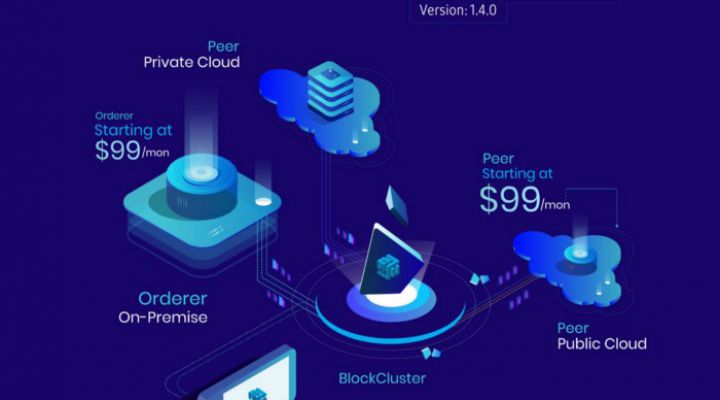 Version: 1.4.0
Peer
Private Cloud
Orderer
Starting at
$99/mon
Peer
Starting at
$99/mon
Orderer
On-Premise
Peer
Public Cloud
BlockCluster